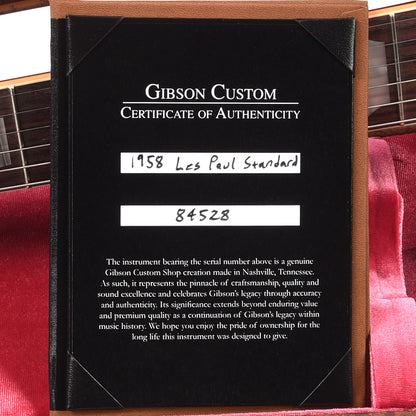 GIBSON CUSTOM
CERTIFICATE OF AUTHENTICITY
1958 Les Paul Standard
84528
The instrument bearing the serial number above is a genuine
Gibson Custom Shop creation made in Nashville, Tennessee.
As such, it represents the pinnacle of craftsmanship, quality and
sound excellence and celebrates Gibson's legacy through accuracy
and authenticity. Its significance extends beyond enduring value
and premium quality as a continuation of Gibson's legacy within
music history. We hope you enjoy the pride of ownership for the
long life this instrument was designed to give.